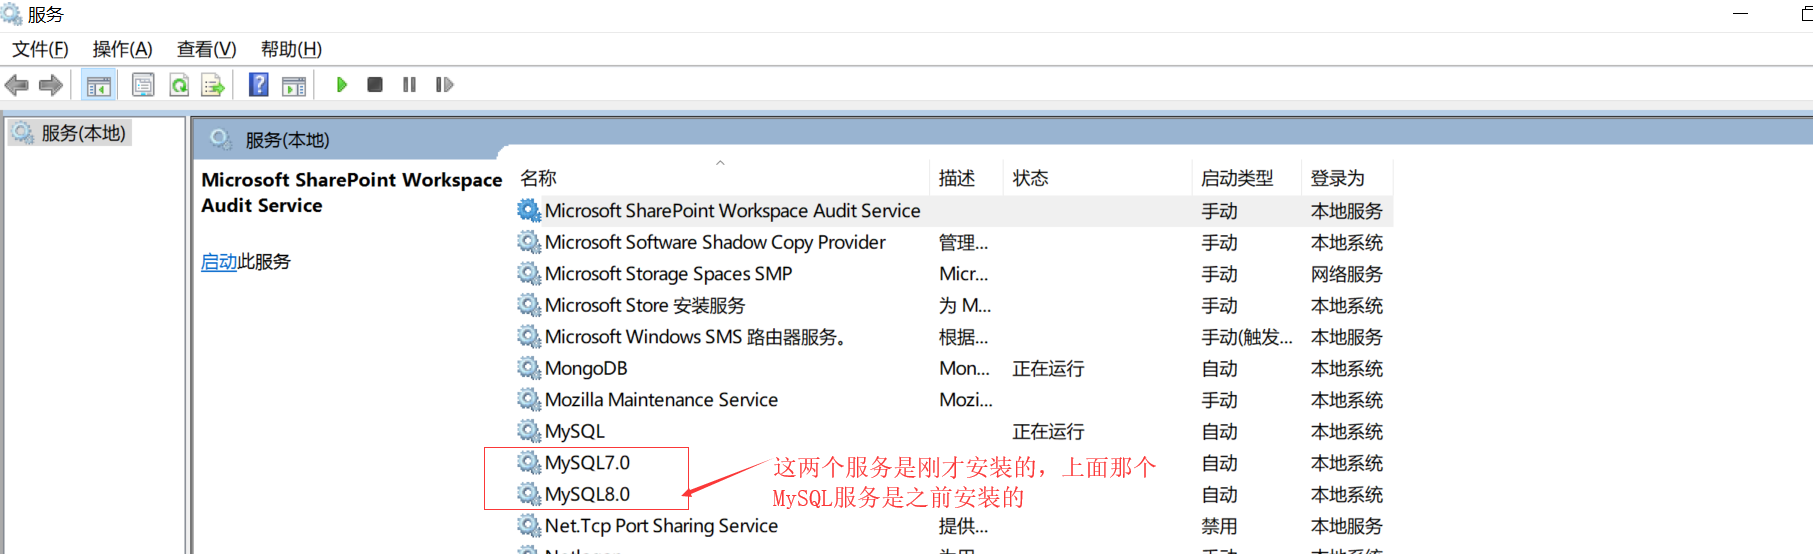 服务
文件(F) 操作(A) 查看(V) 帮助(H)
服务(本地)
服务(本地)
Microsoft SharePoint Workspace
Audit Service
启动此服务
名称 描述 状态 启动类型 登录为
Microsoft SharePoint Workspace Audit Service 手动 本地服务
Microsoft Software Shadow Copy Provider 管理... 手动 本地系统
Microsoft Storage Spaces SMP Micr... 手动 网络服务
Microsoft Store 安装服务 为 M... 手动 本地系统
Microsoft Windows SMS 路由器服务。 根据... 手动(触发... 本地服务
MongoDB Mon... 正在运行 自动 本地系统
Mozilla Maintenance Service Mozi... 手动 本地系统
MySQL 正在运行 自动 本地系统
MySQL7.0 自动 本地系统
MySQL8.0 自动 本地系统
这两个服务是刚才安装的，上面那个
MySQL服务是之前安装的
Net.Tcp Port Sharing Service 提供... 禁用 本地服务